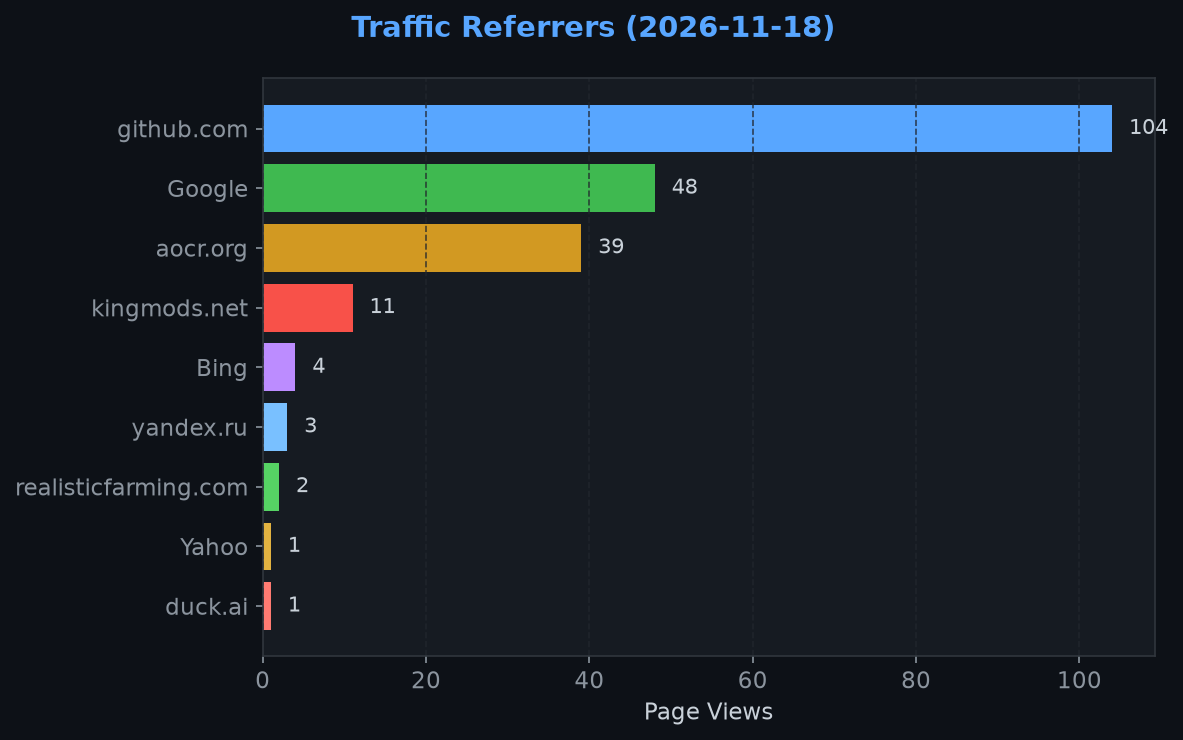 Traffic Referrers (2026-11-18)
github.com 104
Google 48
aocr.org 39
kingmods.net 11
Bing 4
yandex.ru 3
realisticfarming.com 2
Yahoo 1
duck.ai 1
0 20 40 60 80 100
Page Views